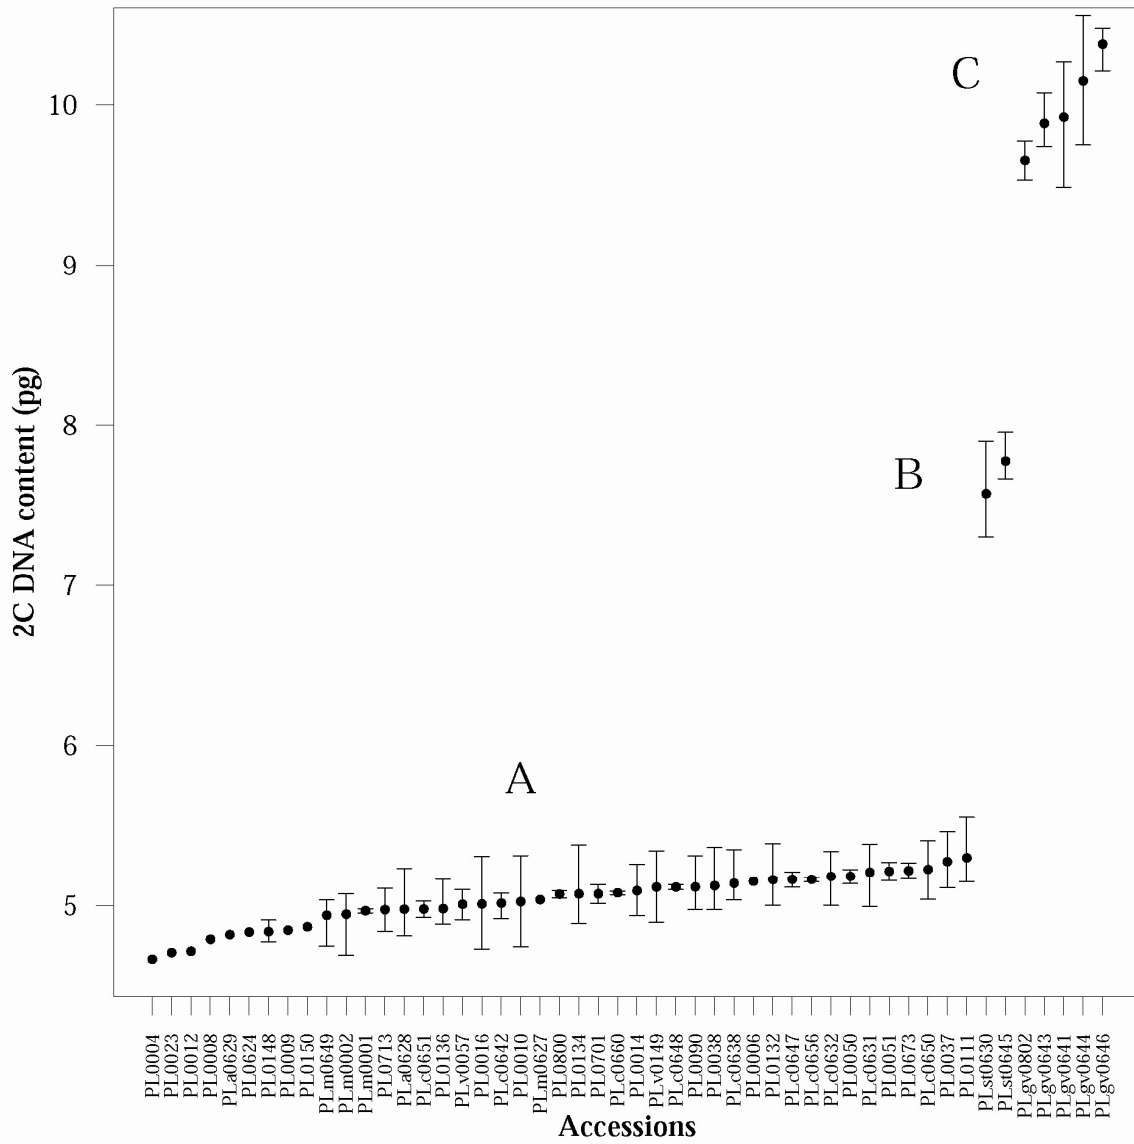 C
10
9
8
B
7
6
A
5
2C DNA content (pg)
PL0004
PL0023
PL0012
PL0008
PLa0629
PL0624
PL0148
PL0009
PL0150
PLm0649
PLm0002
PLm0001
PL0713
PLa0628
PLc0651
PL0136
PLv0057
PL0016
PLc0642
PL0010
PLm0627
PL0800
PL0134
PL0701
PLc0660
PL0014
PLv0149
PLc0648
PL0090
PL0038
PLc0638
PL0006
PL0132
PLc0647
PLc0656
PLc0632
PL0050
PLc0631
PL0051
PL0673
PLc0650
PL0037
PL0111
PLst0630
PLst0645
PLgv0802
PLgv0643
PLgv0641
PLgv0644
PLgv0646
Accessions